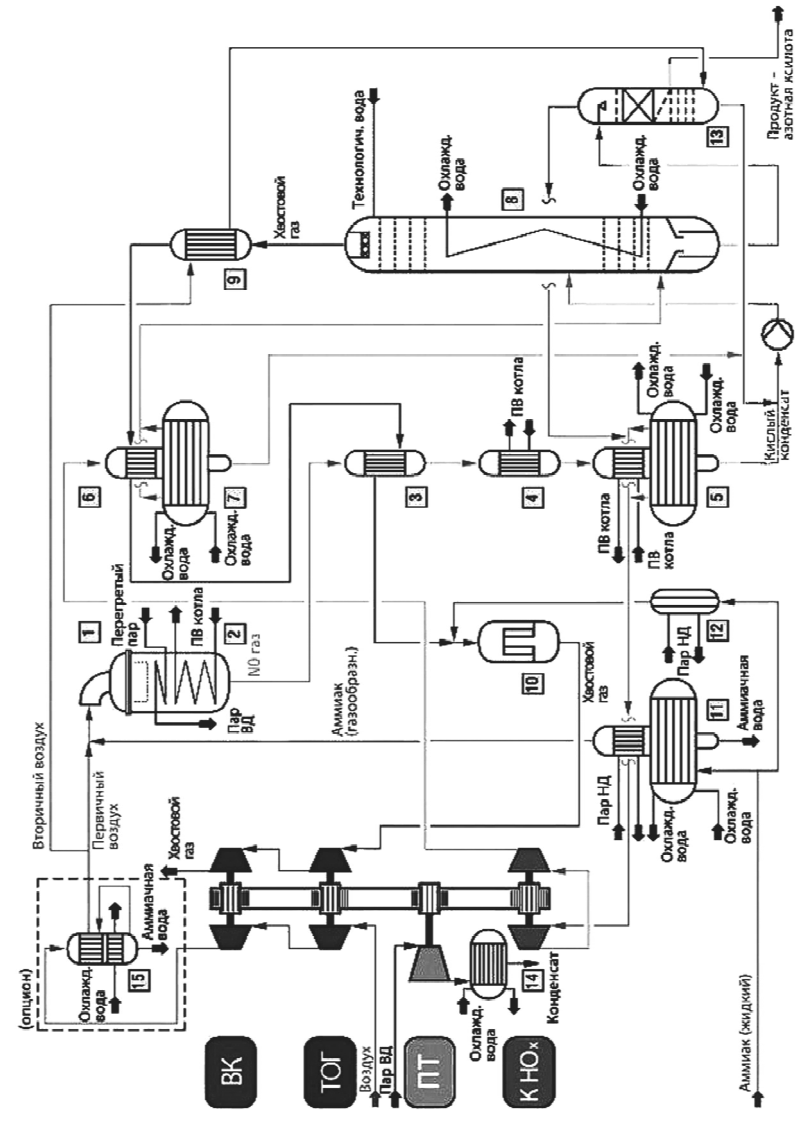 (опцион)
Охлажд.
вода
15
Аммиачная
вода
Вторичный воздух
Первичный
воздух
1
Перегретый
пар
ПВ котла
2
NO газ
Пар
ВД
6
7
Охлажд.
вода
Охлажд.
вода
9
Хвостовой
газ
Технологич. вода
Охлажд.
вода
8
Охлажд.
вода
13
Продукт –
азотная кислота
Хвостовой
газ
Аммиак
(газообразн.)
3
4
ПВ котла
ПВ котла
ПВ
котла
5
Охлажд.
вода
Охлажд.
вода
Кислый
конденсат
10
Хвостовой
газ
12
Пар НД
11
Аммиачная
вода
Пар НД
Охлажд.
вода
Охлажд.
вода
14
Конденсат
Охлажд.
вода
ВК
ТОГ
Воздух
Пар ВД
ПТ
К НОх
Аммиак (жидкий)